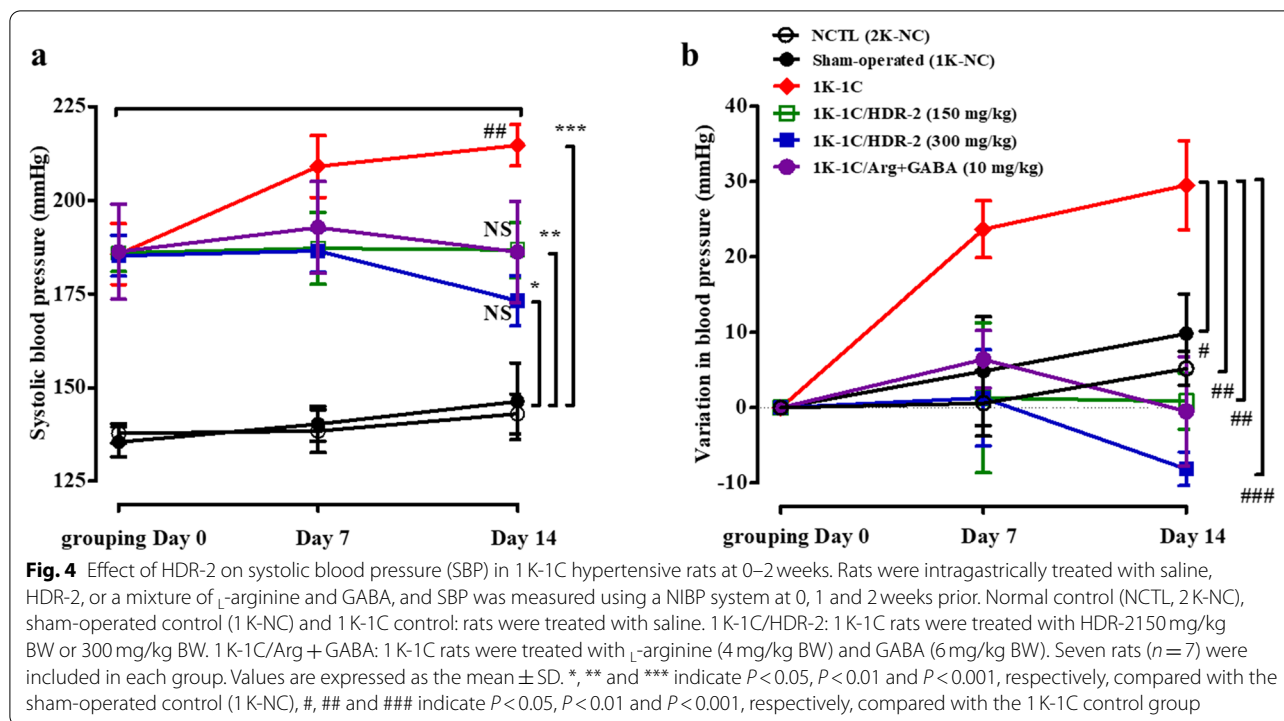 a
b
NCTL (2K-NC)
Sham-operated (1K-NC)
1K-1C
1K-1C/HDR-2 (150 mg/kg)
1K-1C/HDR-2 (300 mg/kg)
1K-1C/Arg+GABA (10 mg/kg)
Systolic blood pressure (mmHg)
225
200
175
150
125
##
***
**
*
NS
NS
grouping Day 0
Day 7
Day 14
Variation in blood pressure (mmHg)
40
30
20
10
0
-10
#
##
##
###
grouping Day 0
Day 7
Day 14
Fig. 4 Effect of HDR-2 on systolic blood pressure (SBP) in 1 K-1C hypertensive rats at 0–2 weeks. Rats were intragastrically treated with saline,
HDR-2, or a mixture of L-arginine and GABA, and SBP was measured using a NIBP system at 0, 1 and 2 weeks prior. Normal control (NCTL, 2 K-NC),
sham-operated control (1 K-NC) and 1 K-1C control: rats were treated with saline. 1 K-1C/HDR-2: 1 K-1C rats were treated with HDR-2150 mg/kg
BW or 300 mg/kg BW. 1 K-1C/Arg + GABA: 1 K-1C rats were treated with L-arginine (4 mg/kg BW) and GABA (6 mg/kg BW). Seven rats (n = 7) were
included in each group. Values are expressed as the mean ± SD. *, ** and *** indicate P < 0.05, P < 0.01 and P < 0.001, respectively, compared with the
sham-operated control (1 K-NC), #, ## and ### indicate P < 0.05, P < 0.01 and P < 0.001, respectively, compared with the 1 K-1C control group